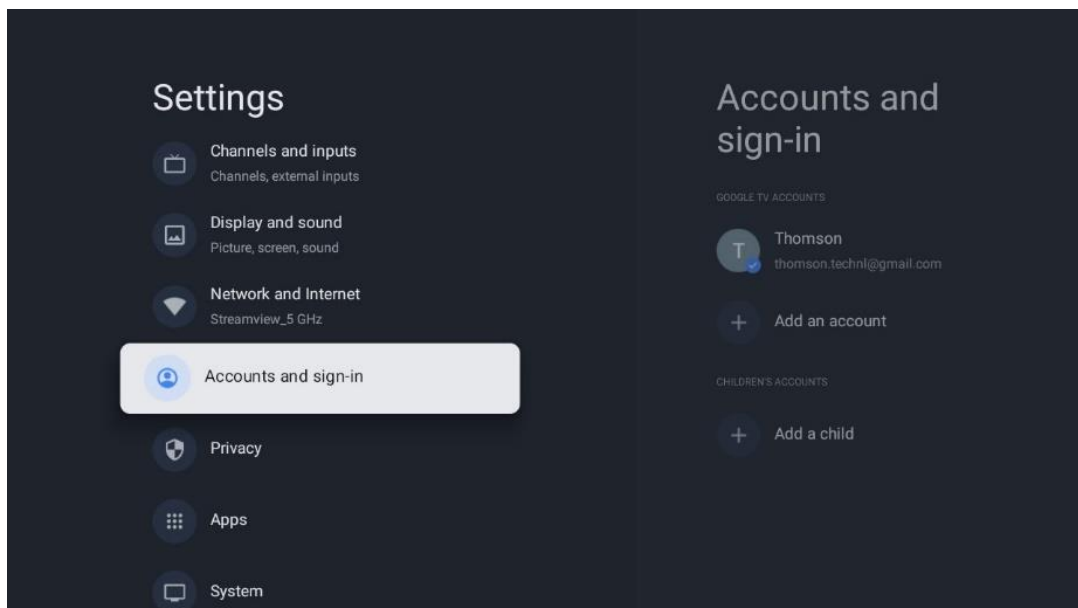 Settings
Channels and inputs
Channels, external inputs
Display and sound
Picture, screen, sound
Network and Internet
Streamview_5 GHz
Accounts and sign-in
Privacy
Apps
System
Accounts and
sign-in
GOOGLE TV ACCOUNTS
T
Thomson
thomson.technl@gmail.com
Add an account
CHILDREN'S ACCOUNTS
Add a child